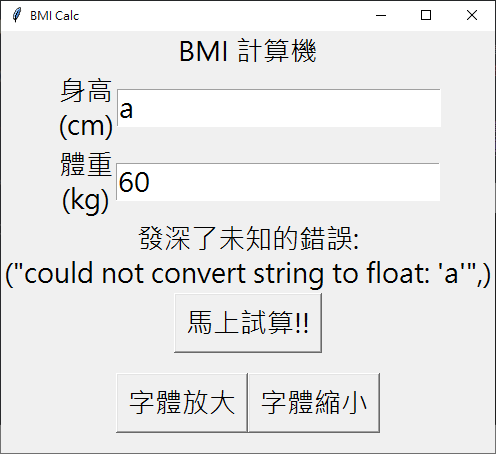 BMI Calc
BMI 計算機
身高
(cm)
a
體重
(kg)
60
發深了未知的錯誤:
("could not convert string to float: 'a'",)
馬上試算!!
字體放大
字體縮小